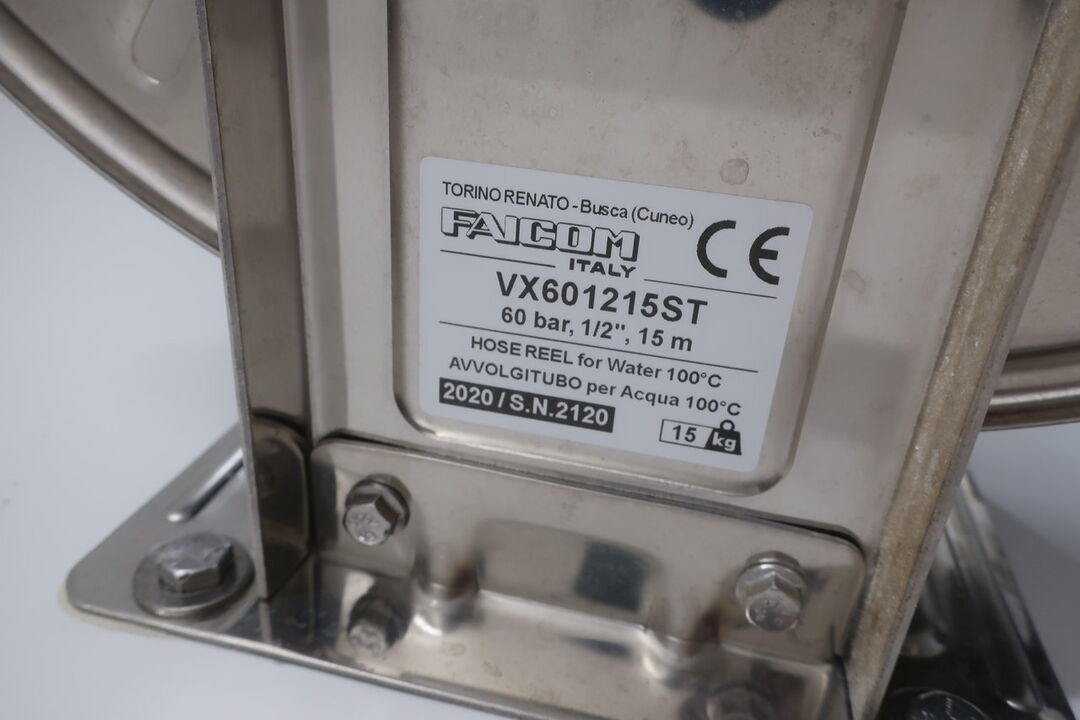 TORINO RENATO - Busca (Cuneo)
FAICOM
ITALY
CE
VX601215ST
60 bar, 1/2", 15 m
HOSE REEL for Water 100°C
AVVOLGITUBO per Acqua 100°C
2020 / S.N.2120
15 kg